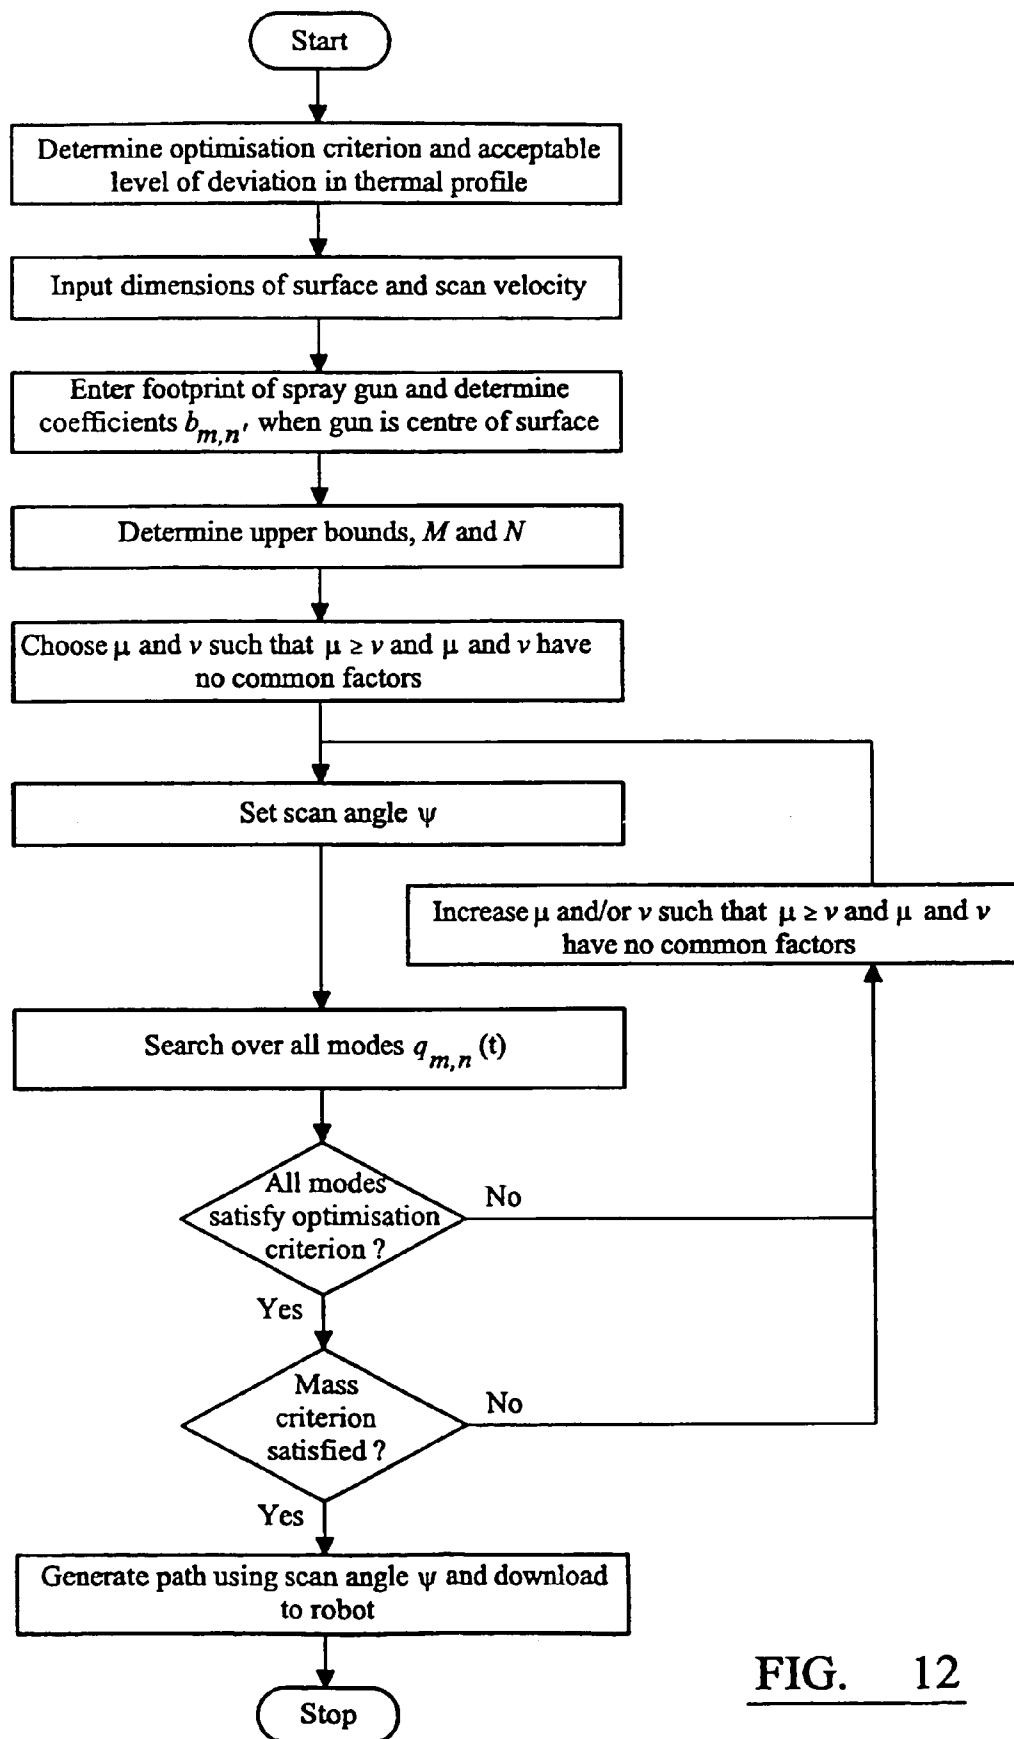 Start
Determine optimisation criterion and acceptable
level of deviation in thermal profile
Input dimensions of surface and scan velocity
Enter footprint of spray gun and determine
coefficients b_{m,n}, when gun is centre of surface
Determine upper bounds, M and N
Choose μ and ν such that μ ≥ ν and μ and ν have
no common factors
Set scan angle ψ
Increase μ and/or ν such that μ ≥ ν and μ and ν
have no common factors
Search over all modes q_{m,n} (t)
All modes
satisfy optimisation
criterion ?
No
Yes
Mass
criterion
satisfied ?
No
Yes
Generate path using scan angle ψ and download
to robot
Stop
FIG. 12